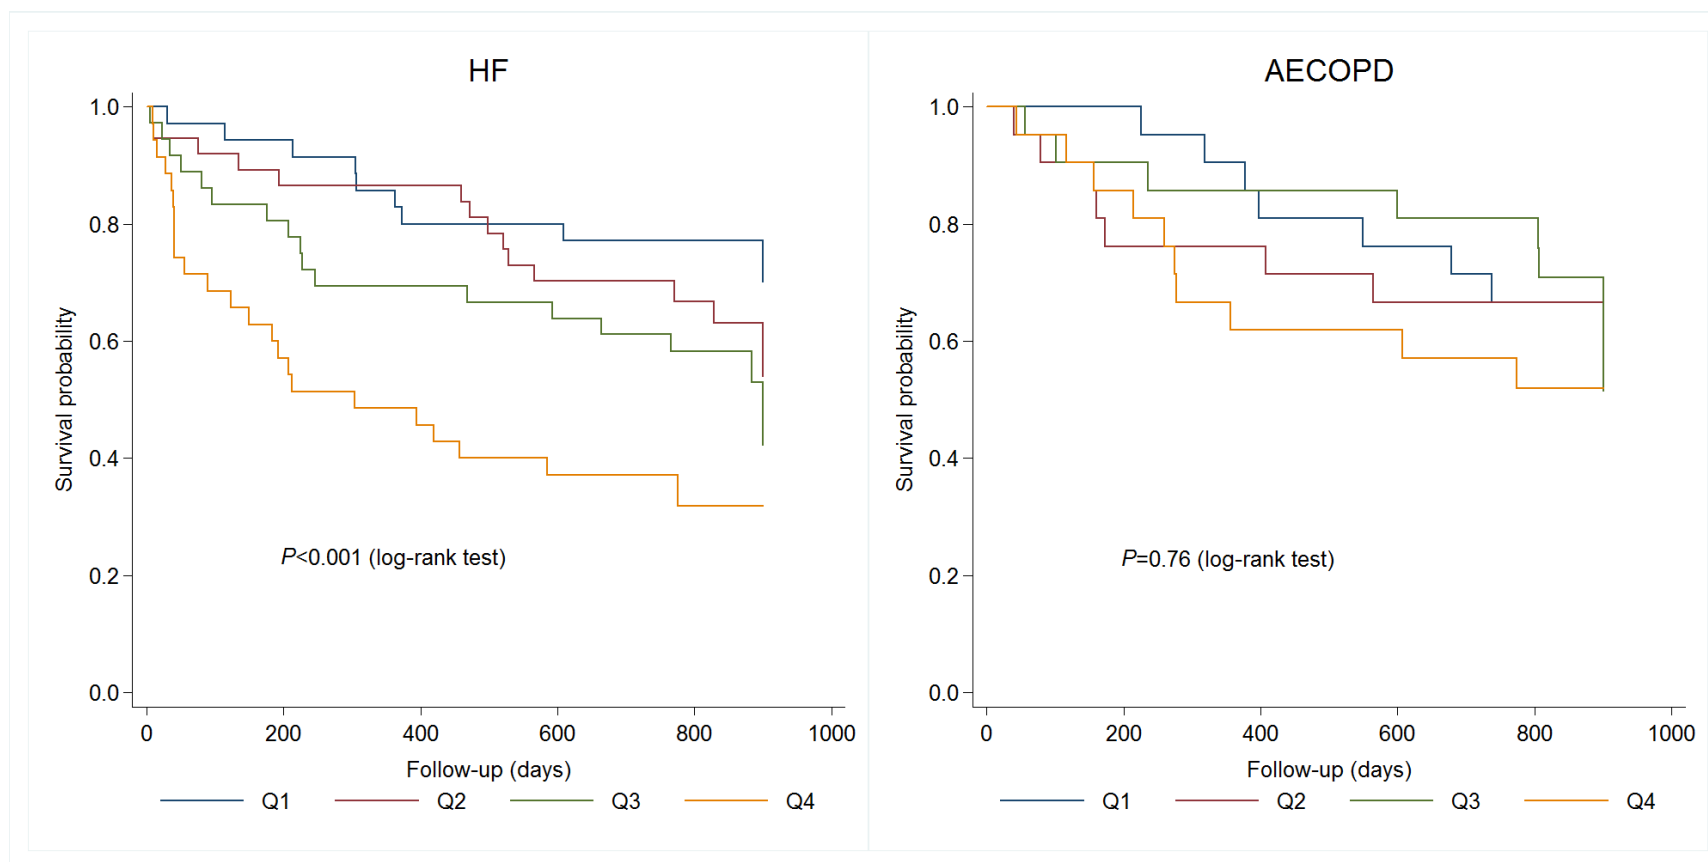 HF
1.0
0.8
0.6
0.4
0.2
0.0
Survival probability
P<0.001 (log-rank test)
0 200 400 600 800 1000
Follow-up (days)
Q1 Q2 Q3 Q4
AECOPD
1.0
0.8
0.6
0.4
0.2
0.0
Survival probability
P=0.76 (log-rank test)
0 200 400 600 800 1000
Follow-up (days)
Q1 Q2 Q3 Q4